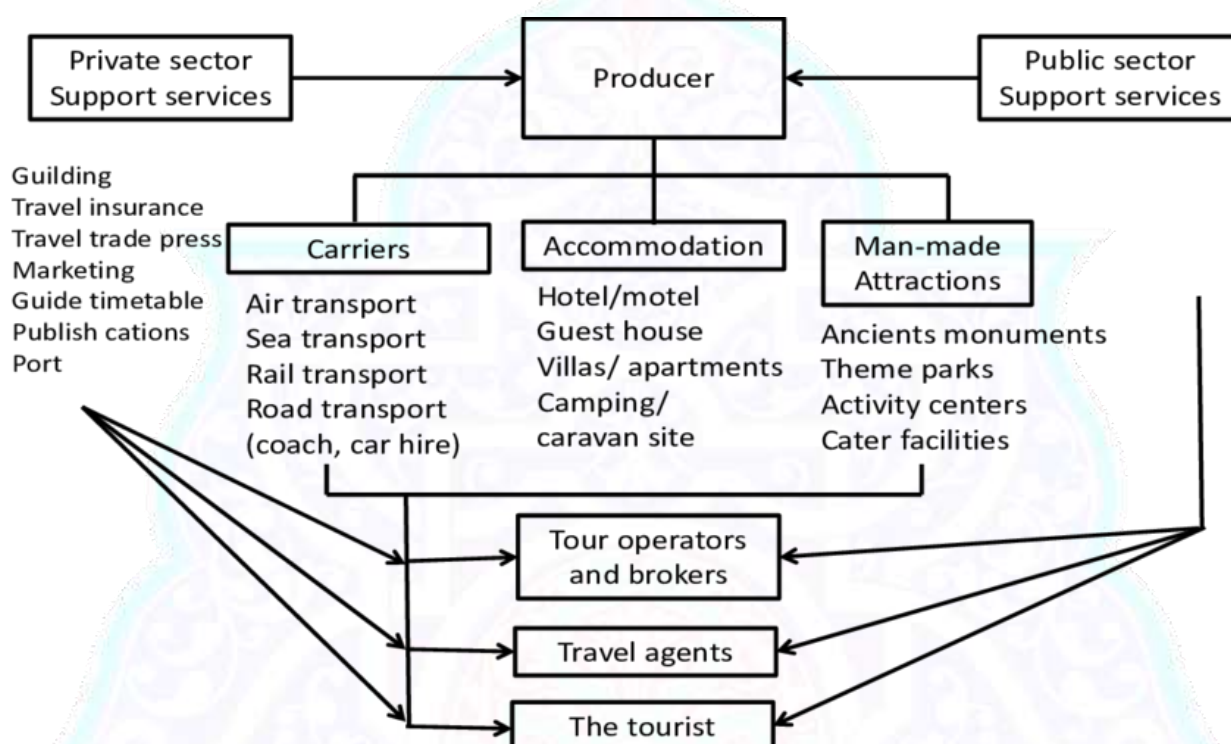 Private sector
Support services
Producer
Public sector
Support services
Guilding
Travel insurance
Travel trade press
Marketing
Guide timetable
Publish cations
Port
Carriers
Air transport
Sea transport
Rail transport
Road transport
(coach, car hire)
Accommodation
Hotel/motel
Guest house
Villas/ apartments
Camping/
caravan site
Man-made
Attractions
Ancients monuments
Theme parks
Activity centers
Cater facilities
Tour operators
and brokers
Travel agents
The tourist